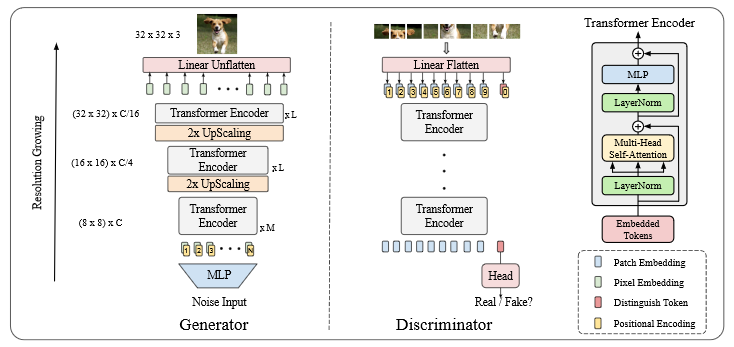 32 x 32 x 3
Linear Unflatten
(32 x 32) x C/16
Transformer Encoder
x L
2x UpScaling
(16 x 16) x C/4
Transformer
Encoder
x L
2x UpScaling
(8 x 8) x C
Transformer
Encoder
x M
1 2 3 N
MLP
Noise Input
Generator
Resolution Growing
Linear Flatten
1 2 3 4 5 6 7 8 9 0
Transformer
Encoder
Transformer
Encoder
Head
Real / Fake?
Discriminator
Transformer Encoder
MLP
LayerNorm
Multi-Head
Self-Attention
LayerNorm
Embedded
Tokens
Patch Embedding
Pixel Embedding
Distinguish Token
Positional Encoding